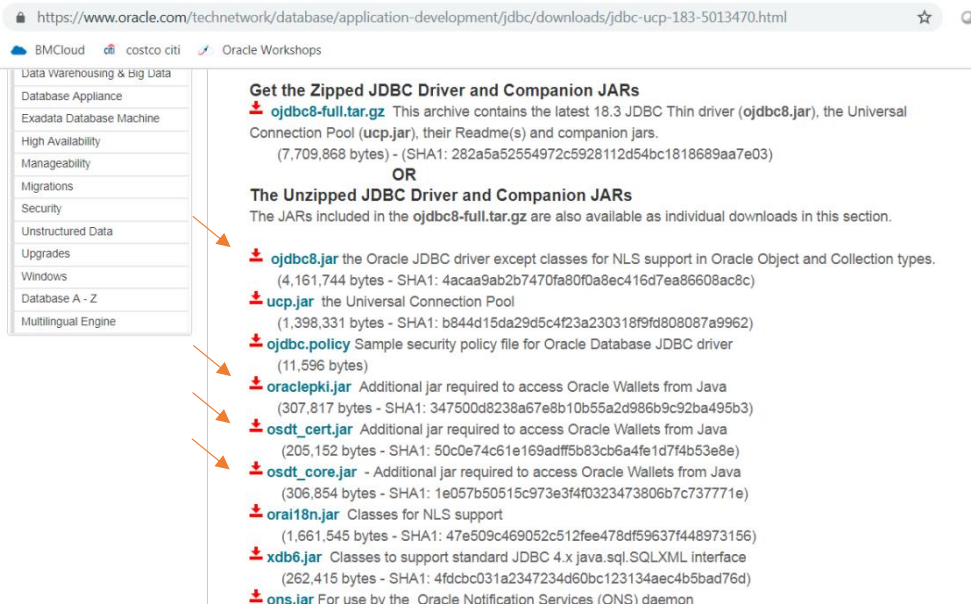 https://www.oracle.com/technetwork/database/application-development/jdbc/downloads/jdbc-ucp-183-5013470.html
BMCloud costco citi Oracle Workshops
Data Warehousing & Big Data
Database Appliance
Exadata Database Machine
High Availability
Manageability
Migrations
Security
Unstructured Data
Upgrades
Windows
Database A - Z
Multilingual Engine
Get the Zipped JDBC Driver and Companion JARs
ojdbc8-full.tar.gz This archive contains the latest 18.3 JDBC Thin driver (ojdbc8.jar), the Universal
Connection Pool (ucp.jar), their Readme(s) and companion jars.
(7,709,868 bytes) - (SHA1: 282a5a52554972c5928112d54bc1818689aa7e03)
OR
The Unzipped JDBC Driver and Companion JARs
The JARs included in the ojdbc8-full.tar.gz are also available as individual downloads in this section.
ojdbc8.jar the Oracle JDBC driver except classes for NLS support in Oracle Object and Collection types.
(4,161,744 bytes - SHA1: 4acaa9ab2b7470fa80f0a8ec416d7ea86608ac8c)
ucp.jar the Universal Connection Pool
(1,398,331 bytes - SHA1: b844d15da29d5c4f23a230318f9fd808087a9962)
ojdbc.policy Sample security policy file for Oracle Database JDBC driver
(11,596 bytes)
oraclepki.jar Additional jar required to access Oracle Wallets from Java
(307,817 bytes - SHA1: 347500d8238a67e8b10b55a2d986b9c92ba495b3)
osdt_cert.jar Additional jar required to access Oracle Wallets from Java
(205,152 bytes - SHA1: 50c0e74c61e169adff5b83cb6a4fe1d7f4b53e8e)
osdt_core.jar - Additional jar required to access Oracle Wallets from Java
(306,854 bytes - SHA1: 1e057b50515c973e3f4f0323473806b7c737771e)
orai18n.jar Classes for NLS support
(1,661,545 bytes - SHA1: 47e509c469052c512fee478df59637f448973156)
xdb6.jar Classes to support standard JDBC 4.x java.sql.SQLXML interface
(262,415 bytes - SHA1: 4fdcbc031a2347234d60bc123134aec4b5bad76d)
ons.jar For use by the Oracle Notification Services (ONS) daemon